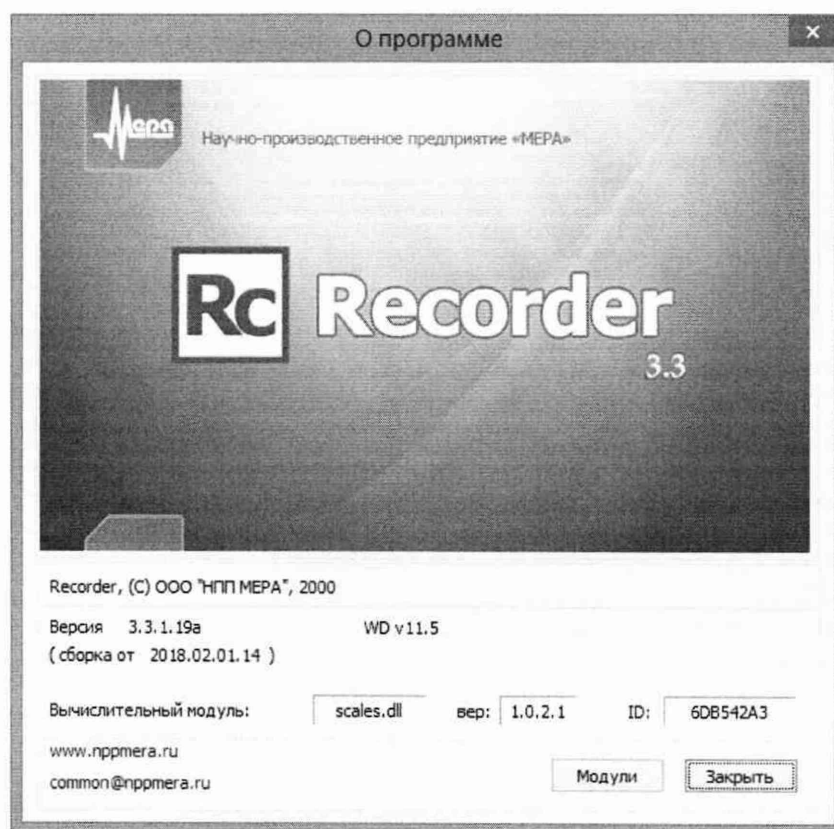 О программе
Мера
Научно-производственное предприятие «МЕРА»
Rc Recorder
3.3
Recorder, (С) ООО "НПП МЕРА", 2000
Версия 3.3.1.19a WD v11.5
( сборка от 2018.02.01.14 )
Вычислительный модуль: scales.dll вер: 1.0.2.1 ID: 6DB542A3
www.nppmera.ru
common@nppmera.ru
Модули Закрыть